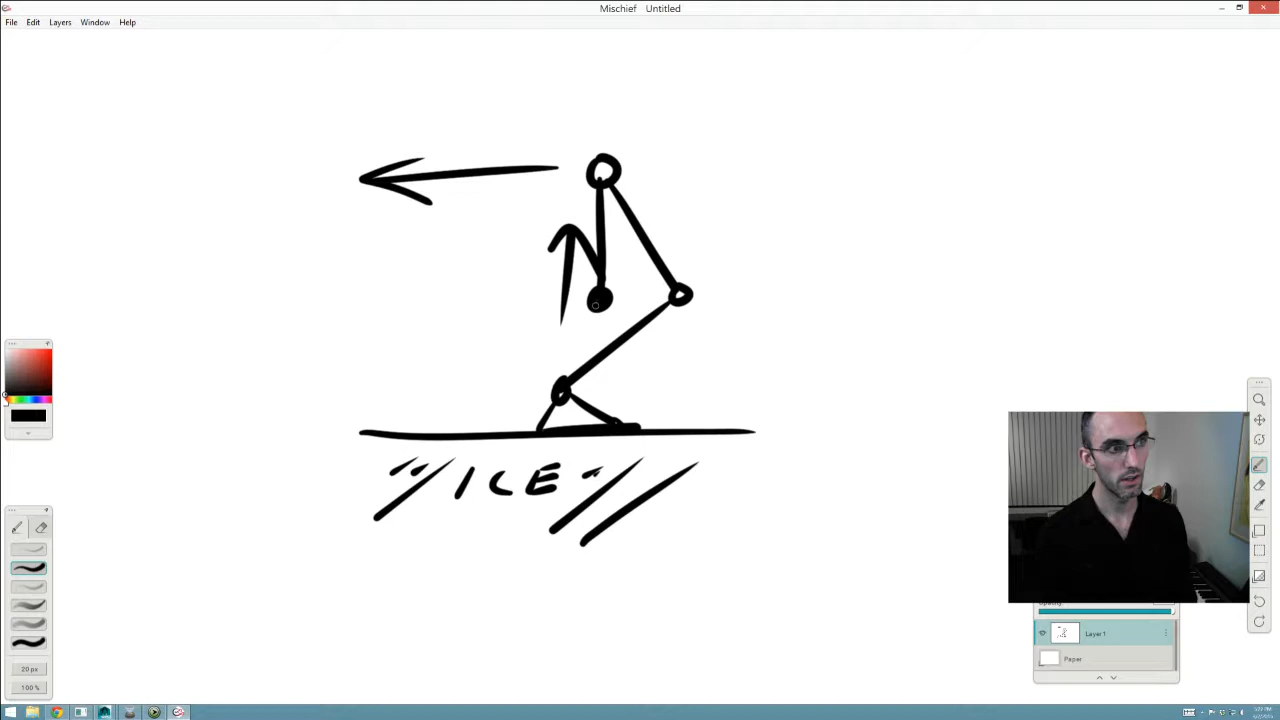 Mischief Untitled
File Edit Layers Window Help
"ICE"
20 px
100 %
Layer 1
Paper